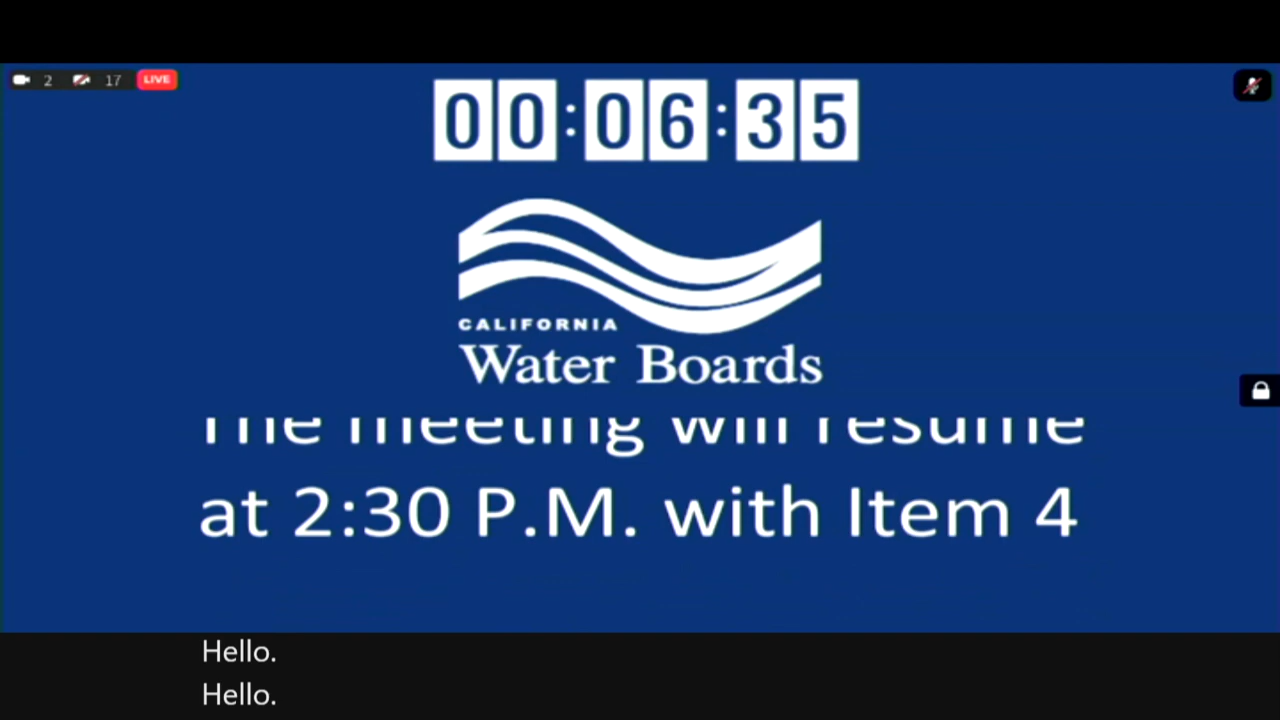 2 17 LIVE
00:06:35
CALIFORNIA
Water Boards
The meeting will resume
at 2:30 P.M. with Item 4
Hello.
Hello.